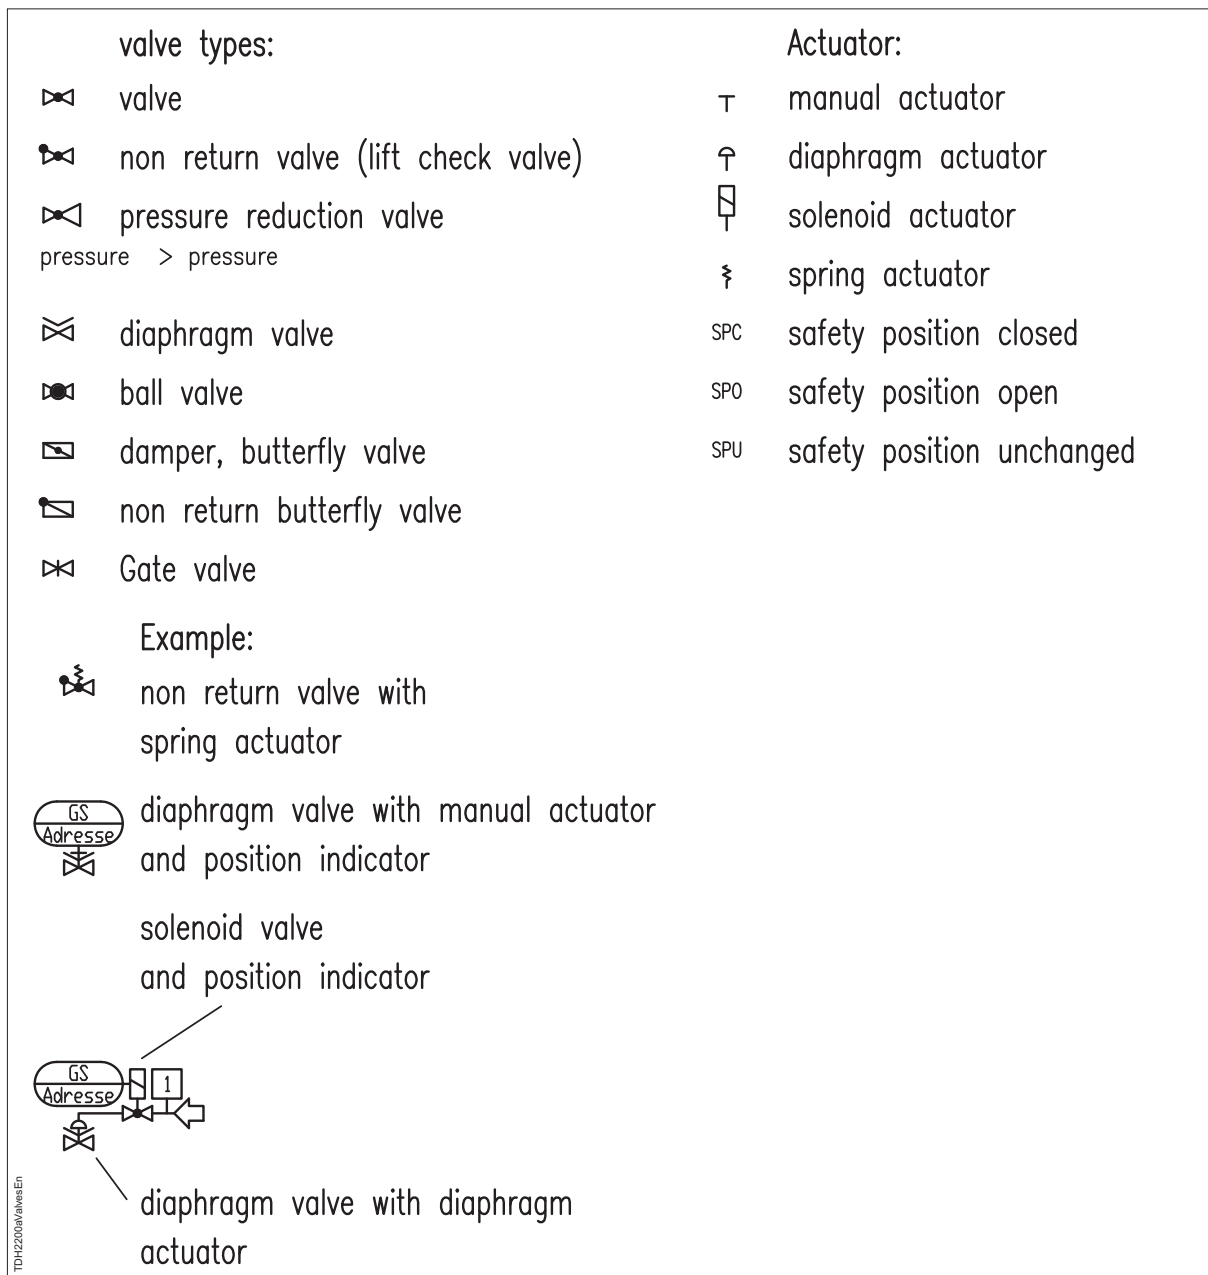 valve types:
valve
non return valve (lift check valve)
pressure reduction valve
pressure > pressure
diaphragm valve
ball valve
damper, butterfly valve
non return butterfly valve
Gate valve
Actuator:
manual actuator
diaphragm actuator
solenoid actuator
spring actuator
SPC safety position closed
SPO safety position open
SPU safety position unchanged
Example:
non return valve with
spring actuator
GS
Adresse
diaphragm valve with manual actuator
and position indicator
solenoid valve
and position indicator
GS
Adresse
1
diaphragm valve with diaphragm
actuator
TDH2200aValvesEn